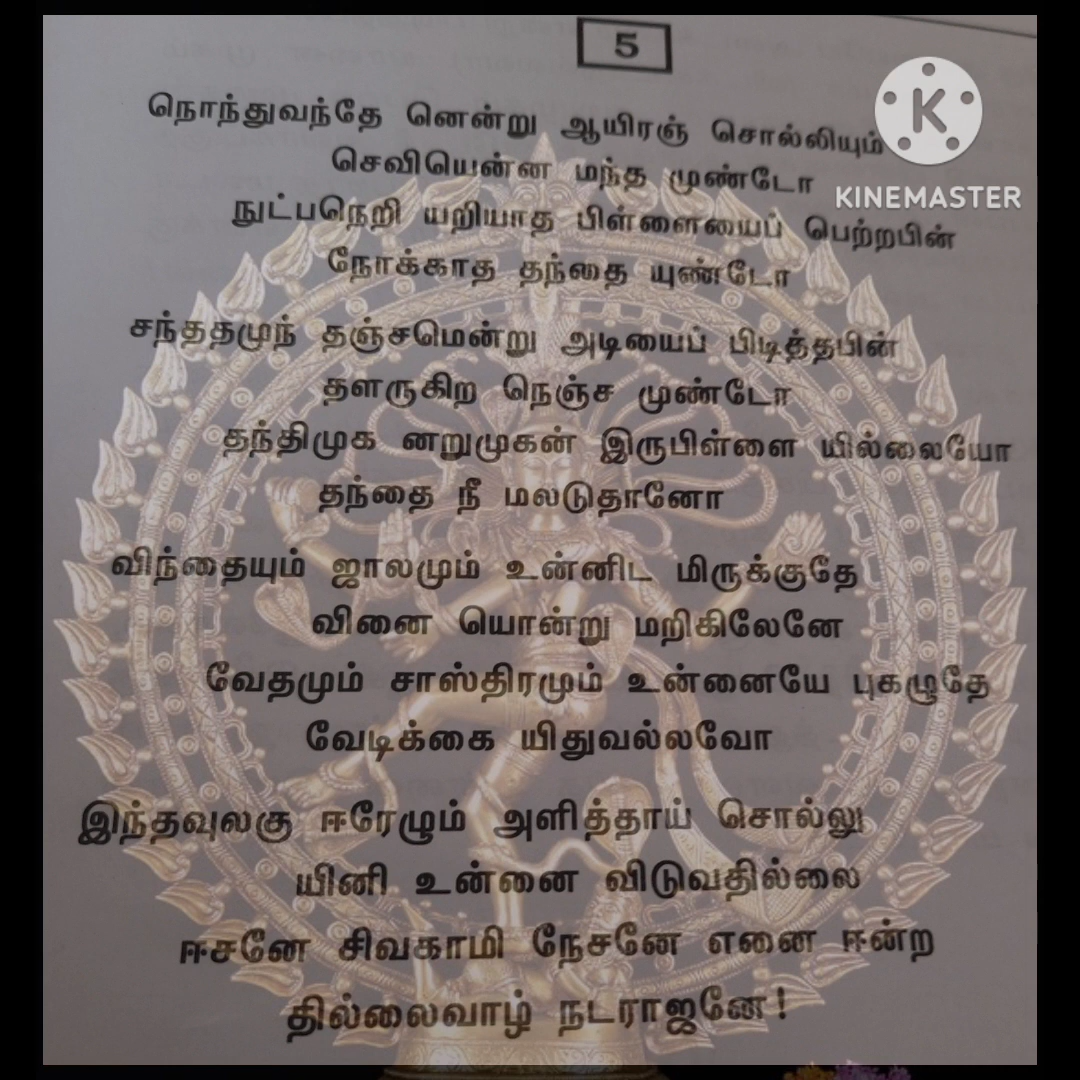 5
நொந்துவந்தே னென்று ஆயிரஞ் சொல்லியும்
செவியென்ன மந்த முண்டோ
நுட்பநெறி யறியாத பிள்ளையைப் பெற்றபின்
நோக்காத தந்தை யுண்டோ
சந்ததமுந் தஞ்சமென்று அடியைப் பிடித்தபின்
தளருகிற நெஞ்ச முண்டோ
தந்திமுக னறுமுகன் இருபிள்ளை யில்லையோ
தந்தை நீ மலடுதானோ
விந்தையும் ஜாலமும் உன்னிட மிருக்குதே
வினை யொன்று மறிகிலேனே
வேதமும் சாஸ்திரமும் உன்னையே புகழுதே
வேடிக்கை யிதுவல்லவோ
இந்தவுலகு ஈரேழும் அளித்தாய் சொல்லு
யினி உன்னை விடுவதில்லை
ஈசனே சிவகாமி நேசனே எனை ஈன்ற
தில்லைவாழ் நடராஜனே!
K
KINEMASTER